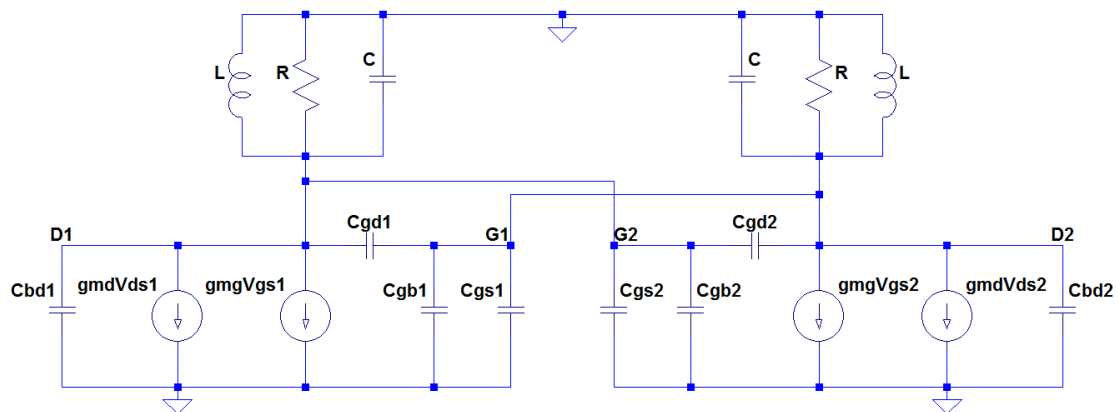 L R C C R L
Cgd1 Cgd2
D1 G1 G2 D2
Cbd1 gmdVds1 gmgVgs1 Cgb1 Cgs1 Cgs2 Cgb2 gmgVgs2 gmdVds2 Cbd2